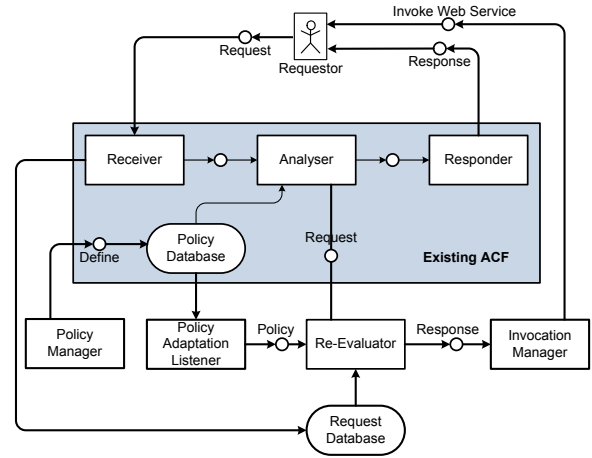 Invoke Web Service
Request
Requestor
Response
Receiver
Analyser
Responder
Policy
Database
Request
Define
Existing ACF
Policy
Manager
Policy
Adaptation
Listener
Policy
Re-Evaluator
Response
Invocation
Manager
Request
Database